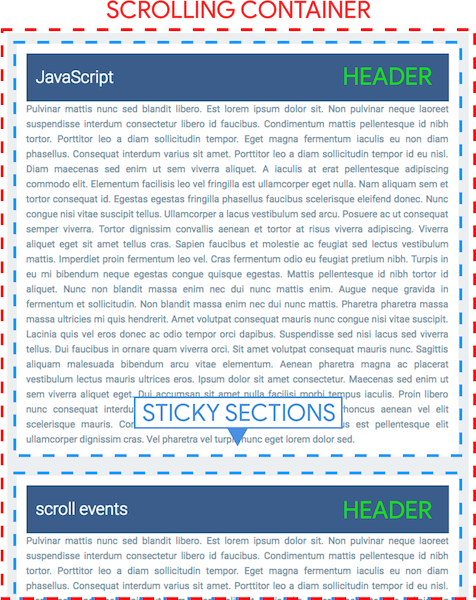 SCROLLING CONTAINER
JavaScript
HEADER
Pulvinar mattis nunc sed blandit libero. Est lorem ipsum dolor sit. Non pulvinar neque laoreet
suspendisse interdum consectetur libero id faucibus. Condimentum mattis pellentesque id nibh
tortor. Porttitor leo a diam sollicitudin tempor. Eget magna fermentum iaculis eu non diam
phasellus. Consequat interdum varius sit amet. Porttitor leo a diam sollicitudin tempor id eu nisl.
Diam maecenas sed enim ut sem viverra aliquet. A iaculis at erat pellentesque adipiscing
commodo elit. Elementum facilisis leo vel fringilla est ullamcorper eget nulla. Nam aliquam sem et
tortor consequat id. Egestas egestas fringilla phasellus faucibus scelerisque eleifend donec. Nunc
congue nisi vitae suscipit tellus. Ullamcorper a lacus vestibulum sed arcu. Posuere ac ut consequat
semper viverra. Tortor dignissim convallis aenean et tortor at risus viverra adipiscing. Viverra
aliquet eget sit amet tellus cras. Sapien faucibus et molestie ac feugiat sed lectus vestibulum
mattis. Imperdiet proin fermentum leo vel. Cras fermentum odio eu feugiat pretium nibh. Turpis in
eu mi bibendum neque egestas congue quisque egestas. Mattis pellentesque id nibh tortor id
aliquet. Nunc non blandit massa enim nec dui nunc mattis enim. Augue neque gravida in
fermentum et sollicitudin. Non blandit massa enim nec dui nunc mattis. Pharetra pharetra massa
massa ultricies mi quis hendrerit. Amet volutpat consequat mauris nunc congue nisi vitae suscipit.
Lacinia quis vel eros donec ac odio tempor orci dapibus. Suspendisse sed nisi lacus sed viverra
tellus. Dui faucibus in ornare quam viverra orci. Sit amet volutpat consequat mauris nunc. Sagittis
aliquam malesuada bibendum arcu vitae elementum. Aenean pharetra magna ac placerat
vestibulum lectus mauris ultrices eros. Ipsum dolor sit amet consectetur. Maecenas sed enim ut
sem viverra aliquet eget. Dui accumsan sit amet nulla facilisi morbi tempus iaculis. Proin libero
nunc consequat interdu rhoncus aenean vel elit
scelerisque mauris. Con us est pellentesque elit
STICKY SECTIONS
ullamcorper dignissim cras. Vel pharetra vel turpis nunc eget lorem dolor sed.
scroll events
HEADER
Pulvinar mattis nunc sed blandit libero. Est lorem ipsum dolor sit. Non pulvinar neque laoreet
suspendisse interdum consectetur libero id faucibus. Condimentum mattis pellentesque id nibh
tortor. Porttitor leo a diam sollicitudin tempor. Eget magna fermentum iaculis eu non diam
phasellus. Consequat interdum varius sit amet. Porttitor leo a diam sollicitudin tempor id eu nisl.